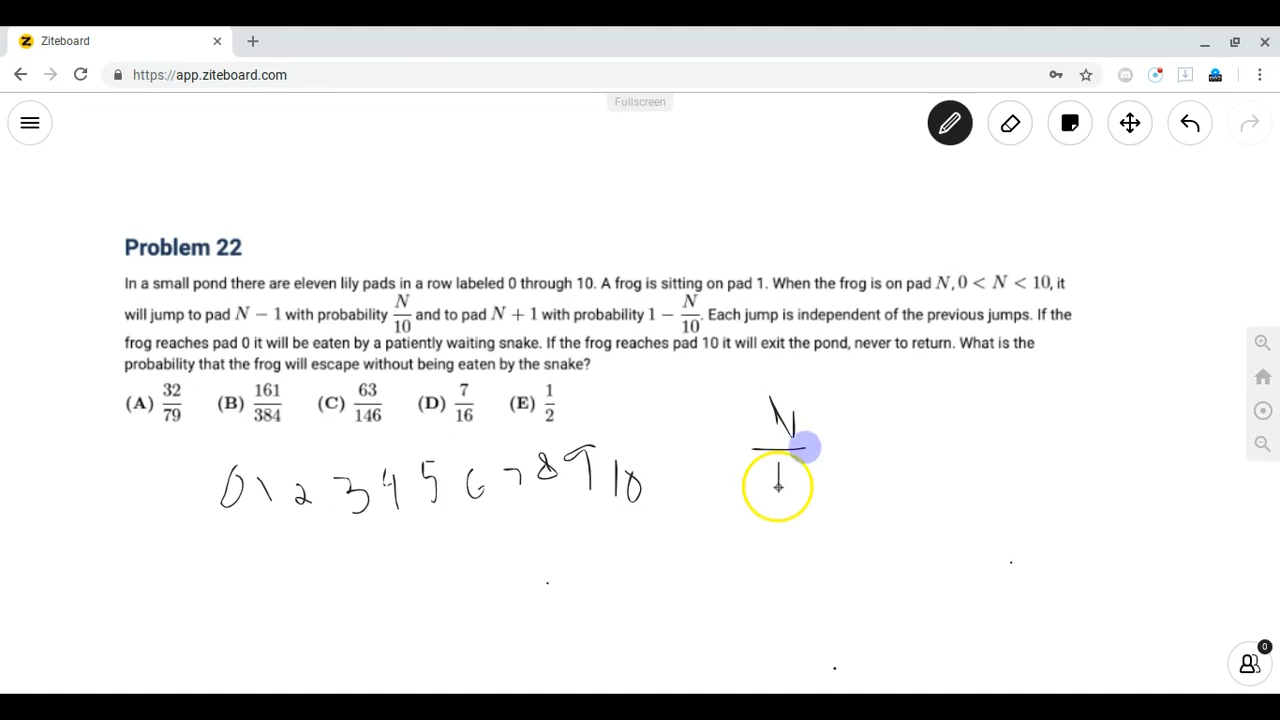 Ziteboard
https://app.ziteboard.com
Fullscreen
Problem 22
In a small pond there are eleven lily pads in a row labeled 0 through 10. A frog is sitting on pad 1. When the frog is on pad N, 0 < N < 10, it
will jump to pad N − 1 with probability N/10 and to pad N + 1 with probability 1 − N/10. Each jump is independent of the previous jumps. If the
frog reaches pad 0 it will be eaten by a patiently waiting snake. If the frog reaches pad 10 it will exit the pond, never to return. What is the
probability that the frog will escape without being eaten by the snake?
(A) 32/79 (B) 161/384 (C) 63/146 (D) 7/16 (E) 1/2
N
1
0 1 2 3 4 5 6 7 8 9 10
0